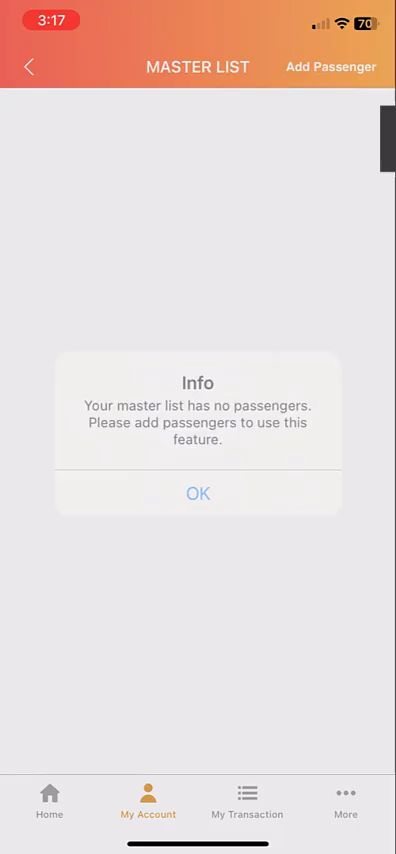 3:17
70
MASTER LIST
Add Passenger
Info
Your master list has no passengers.
Please add passengers to use this
feature.
OK
Home
My Account
My Transaction
More